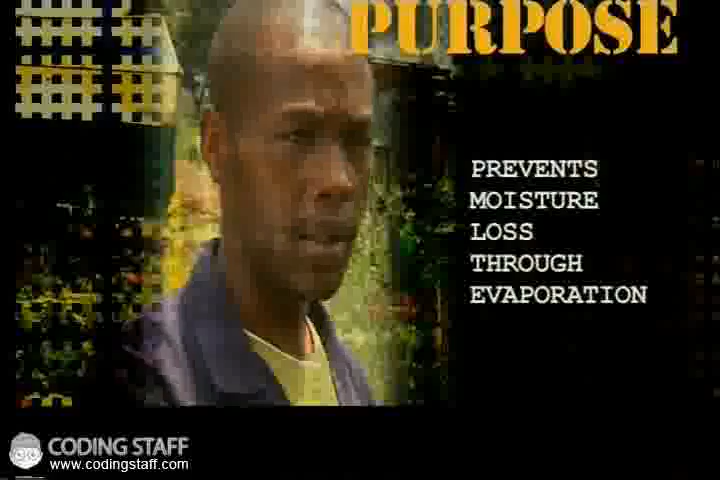 PURPOSE
PREVENTS
MOISTURE
LOSS
THROUGH
EVAPORATION
CODING STAFF
www.codingstaff.com